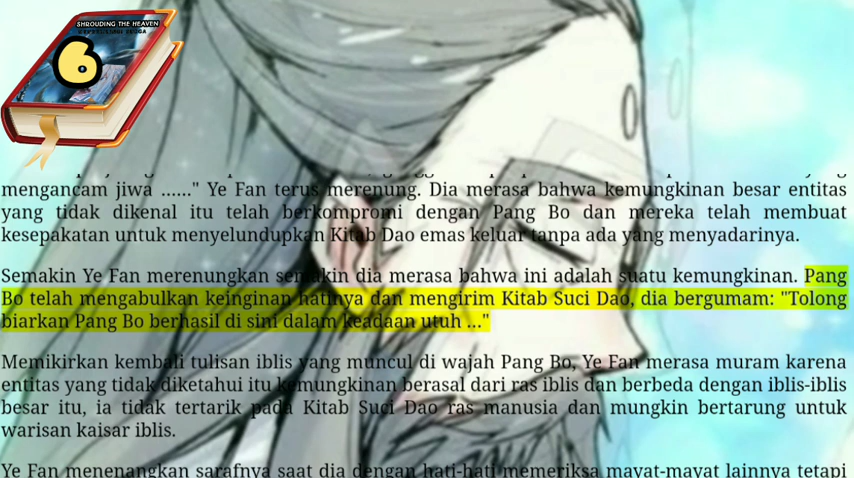 SHROUDING THE HEAVEN
6
mengancam jiwa ......" Ye Fan terus merenung. Dia merasa bahwa kemungkinan besar entitas
yang tidak dikenal itu telah berkompromi dengan Pang Bo dan mereka telah membuat
kesepakatan untuk menyelundupkan Kitab Dao emas keluar tanpa ada yang menyadarinya.
Semakin Ye Fan merenungkan semakin dia merasa bahwa ini adalah suatu kemungkinan. Pang
Bo telah mengabulkan keinginan hatinya dan mengirim Kitab Suci Dao, dia bergumam: "Tolong
biarkan Pang Bo berhasil di sini dalam keadaan utuh ..."
Memikirkan kembali tulisan iblis yang muncul di wajah Pang Bo, Ye Fan merasa muram karena
entitas yang tidak diketahui itu kemungkinan berasal dari ras iblis dan berbeda dengan iblis-iblis
besar itu, ia tidak tertarik pada Kitab Suci Dao ras manusia dan mungkin bertarung untuk
warisan kaisar iblis.
Ye Fan menenangkan sarafnya saat dia dengan hati-hati memeriksa mayat-mayat lainnya tetapi